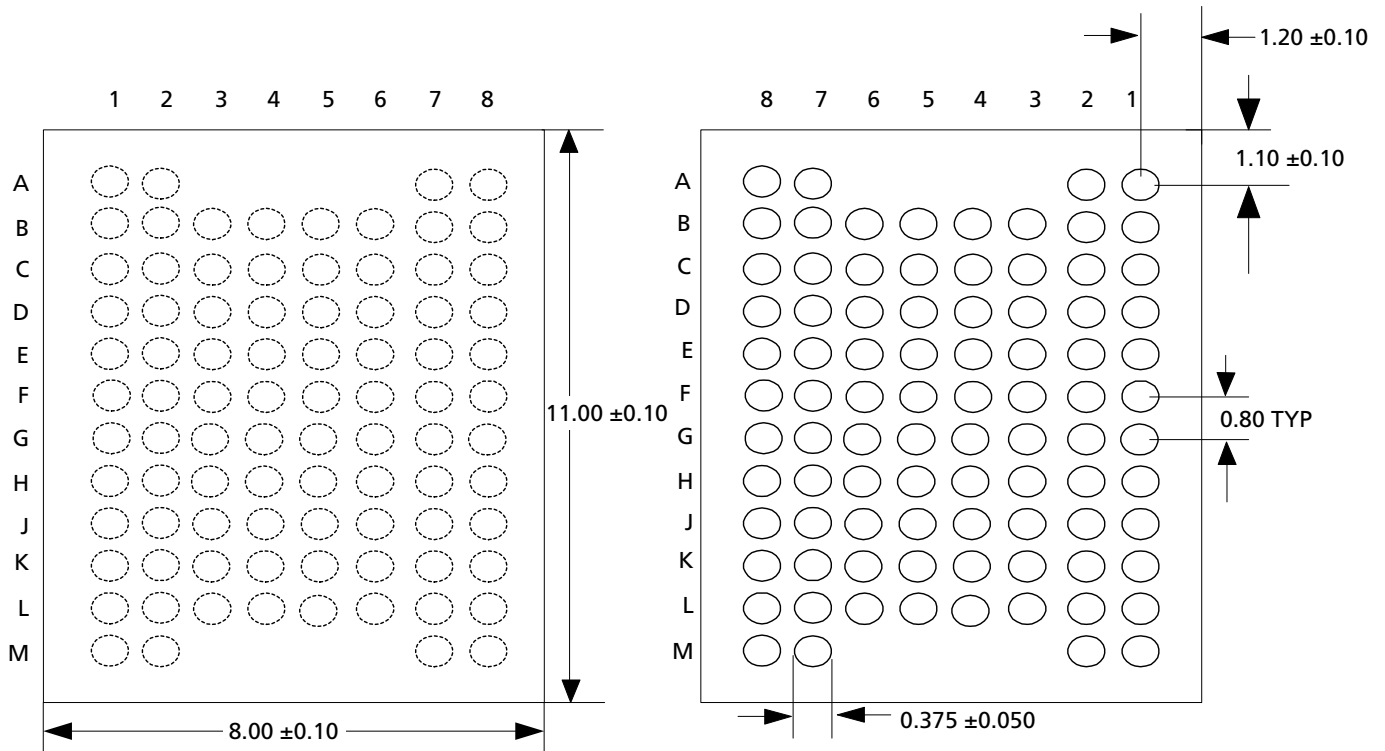 1.20 ±0.10
1 2 3 4 5 6 7 8
8 7 6 5 4 3 2 1
1.10 ±0.10
A
B
C
D
E
F
G
H
J
K
L
M
11.00 ±0.10
8.00 ±0.10
A
B
C
D
E
F
G
H
J
K
L
M
0.80 TYP
0.375 ±0.050